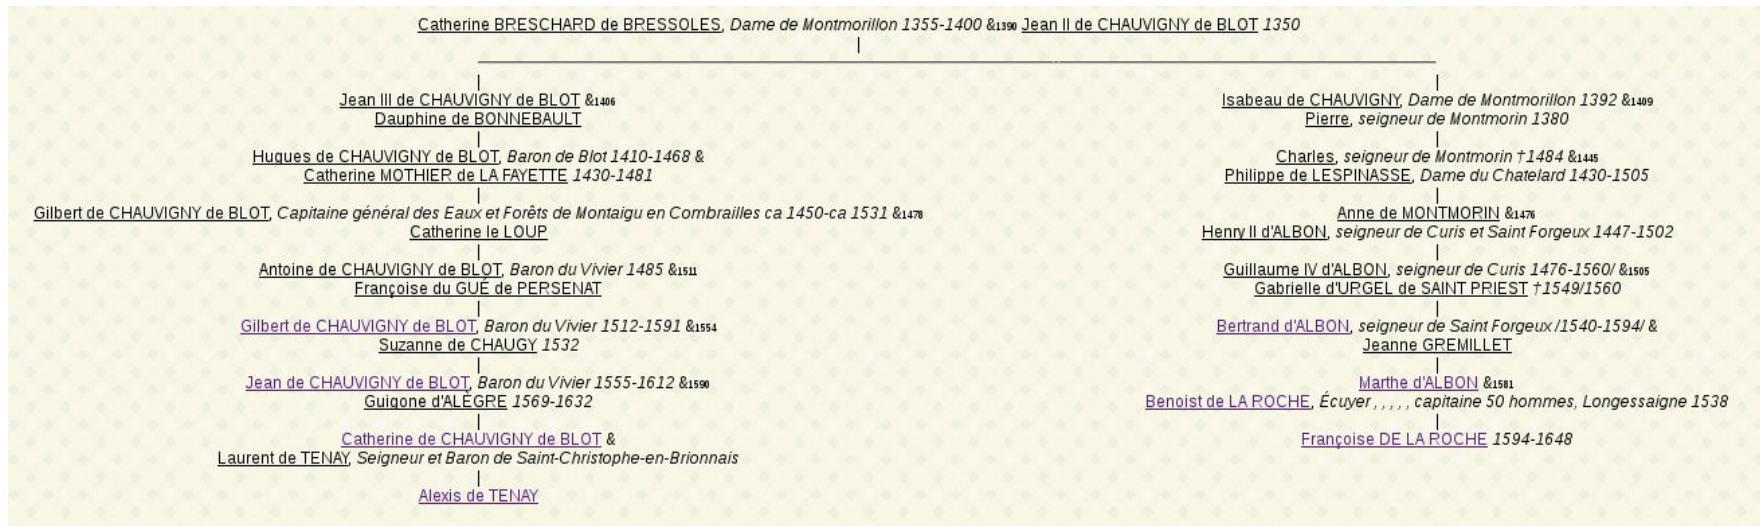 Catherine BRESCHARD de BRESSOLES, Dame de Montmorillon 1355-1400 &1390 Jean II de CHAUVIGNY de BLOT 1350
Jean III de CHAUVIGNY de BLOT &1406
Dauphine de BONNEBAULT
Hugues de CHAUVIGNY de BLOT, Baron de Blot 1410-1468 &
Catherine MOTHIER de LA FAYETTE 1430-1481
Gilbert de CHAUVIGNY de BLOT, Capitaine général des Eaux et Forêts de Montaigu en Combrailles ca 1450-ca 1531 &1478
Catherine le LOUP
Antoine de CHAUVIGNY de BLOT, Baron du Vivier 1485 &1511
Françoise du GUÉ de PERSENAT
Gilbert de CHAUVIGNY de BLOT, Baron du Vivier 1512-1591 &1554
Suzanne de CHAUGY 1532
Jean de CHAUVIGNY de BLOT, Baron du Vivier 1555-1612 &1590
Guigone d'ALÈGRE 1569-1632
Catherine de CHAUVIGNY de BLOT &
Laurent de TENAY, Seigneur et Baron de Saint-Christophe-en-Brionnais
Alexis de TENAY
Isabeau de CHAUVIGNY, Dame de Montmorillon 1392 &1409
Pierre, seigneur de Montmorin 1380
Charles, seigneur de Montmorin †1484 &1445
Philippe de LESPINASSE, Dame du Chatelard 1430-1505
Anne de MONTMORIN &1476
Henry II d'ALBON, seigneur de Curis et Saint Forgeux 1447-1502
Guillaume IV d'ALBON, seigneur de Curis 1476-1560/ &1505
Gabrielle d'URGEL de SAINT PRIEST †1549/1560
Bertrand d'ALBON, seigneur de Saint Forgeux /1540-1594/ &
Jeanne GREMILLET
Marthe d'ALBON &1581
Benoist de LA ROCHE, Écuyer , , , , , capitaine 50 hommes, Longessaigne 1538
Françoise DE LA ROCHE 1594-1648